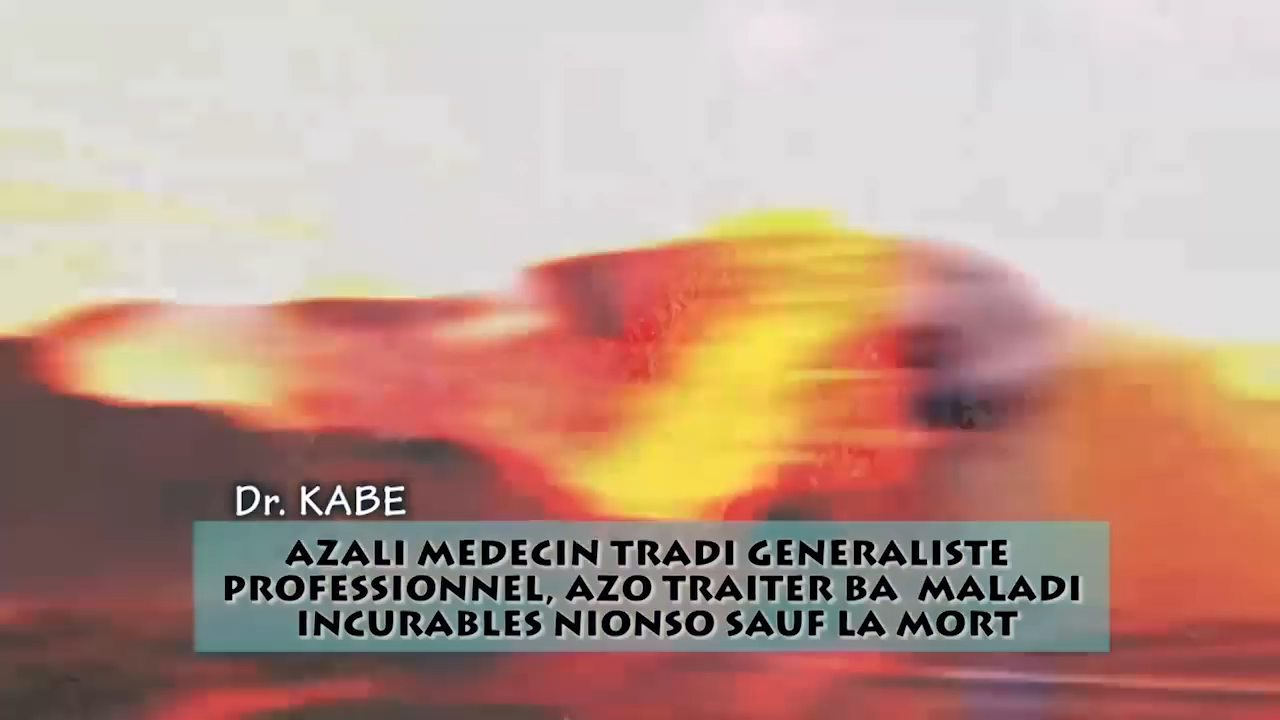 Dr. KABE
AZALI MEDECIN TRADI GENERALISTE
PROFESSIONNEL, AZO TRAITER BA MALADI
INCURABLES NIONSO SAUF LA MORT